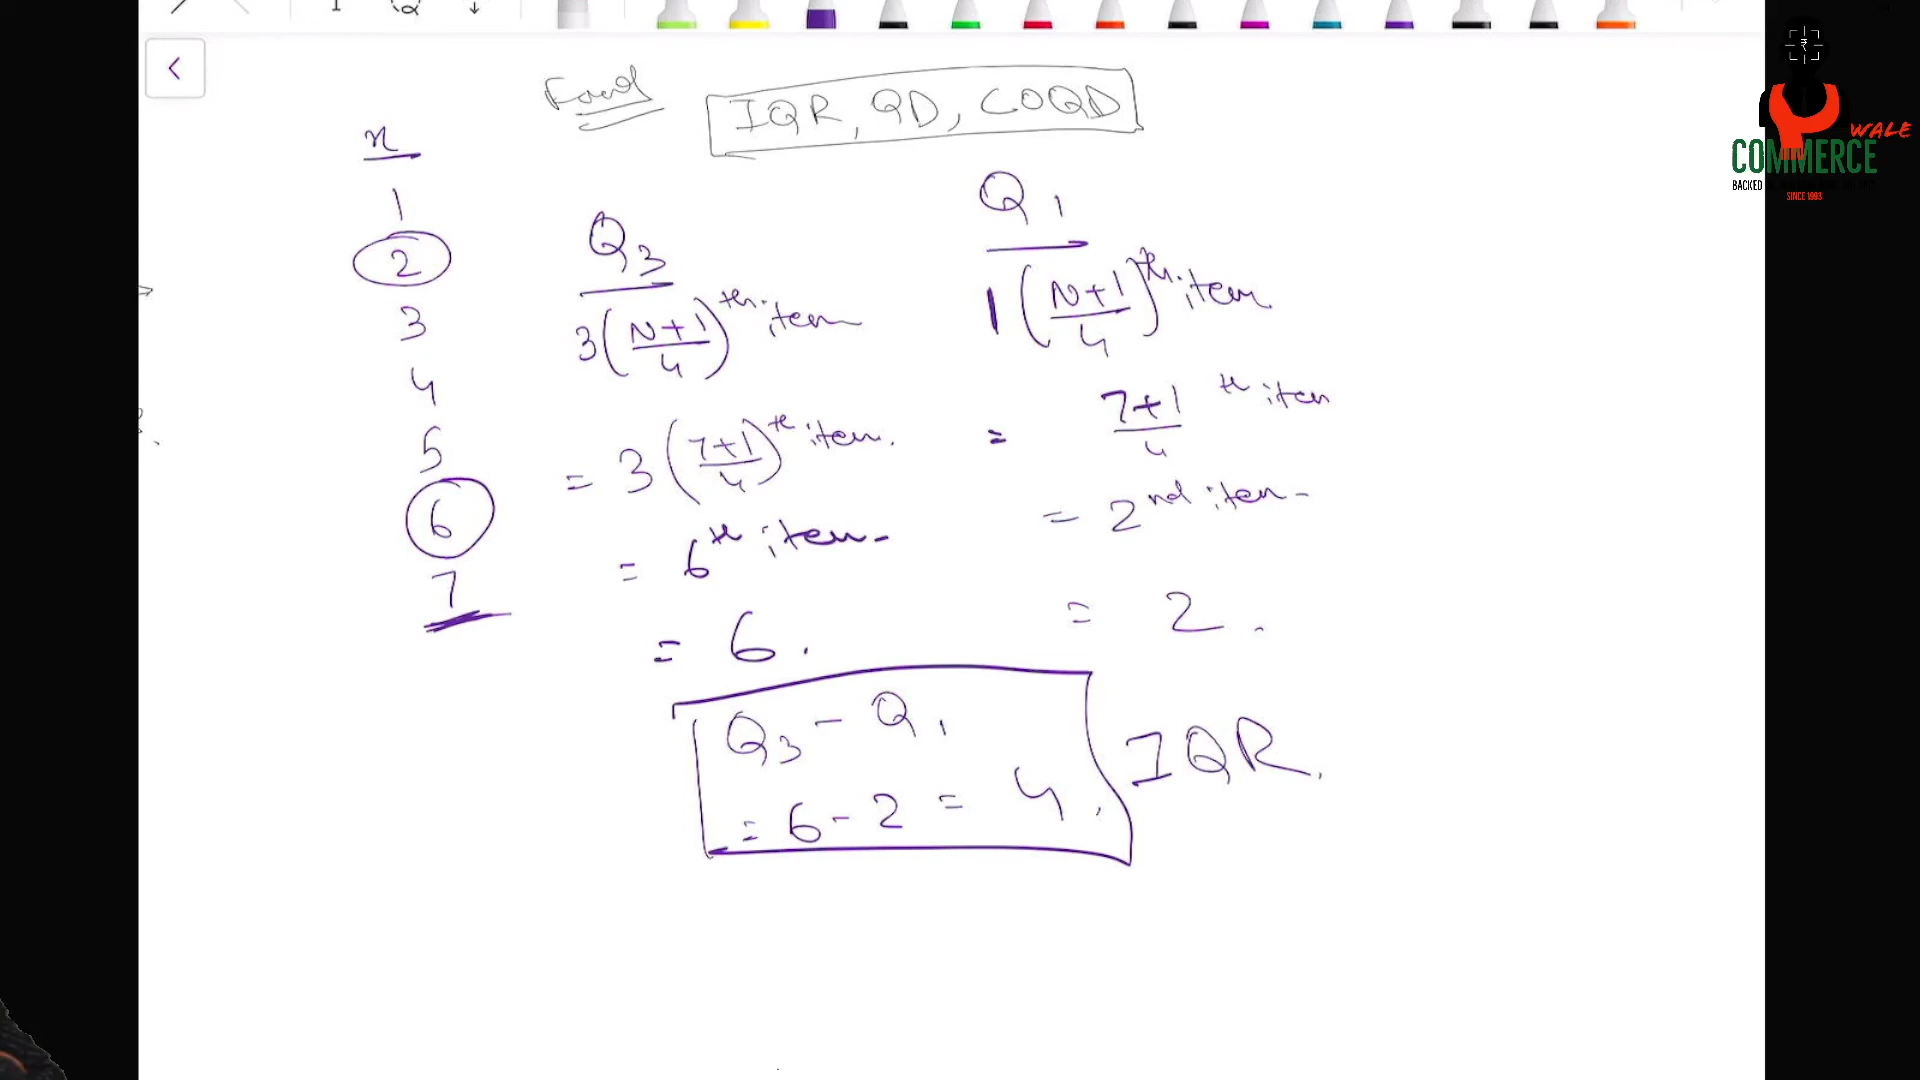 Found IQR, QD, COQD
x
1
2
3
4
5
6
7
Q3
3(N+1/4)th item
= 3(7+1/4)th item.
= 6th item.
= 6.
Q1
1(N+1/4)th item
= 7+1/4 th item
= 2nd item.
= 2.
Q3 - Q1
= 6 - 2 = 4.
IQR.
WALE
COMMERCE
BACKED
SINCE 1993